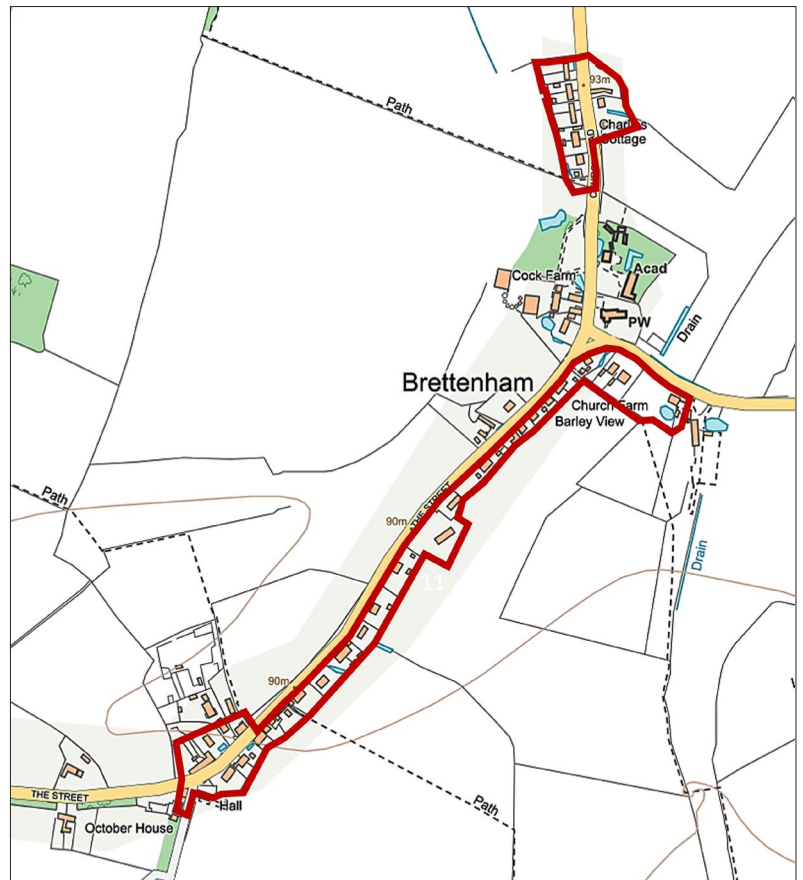 Path
93m
Charles
Cottage
Cock Farm
Acad
PW
Drain
Brettenham
Church Farm
Barley View
Path
THE STREET
90m
11
Drain
90m
THE STREET
October House
Hall
Path